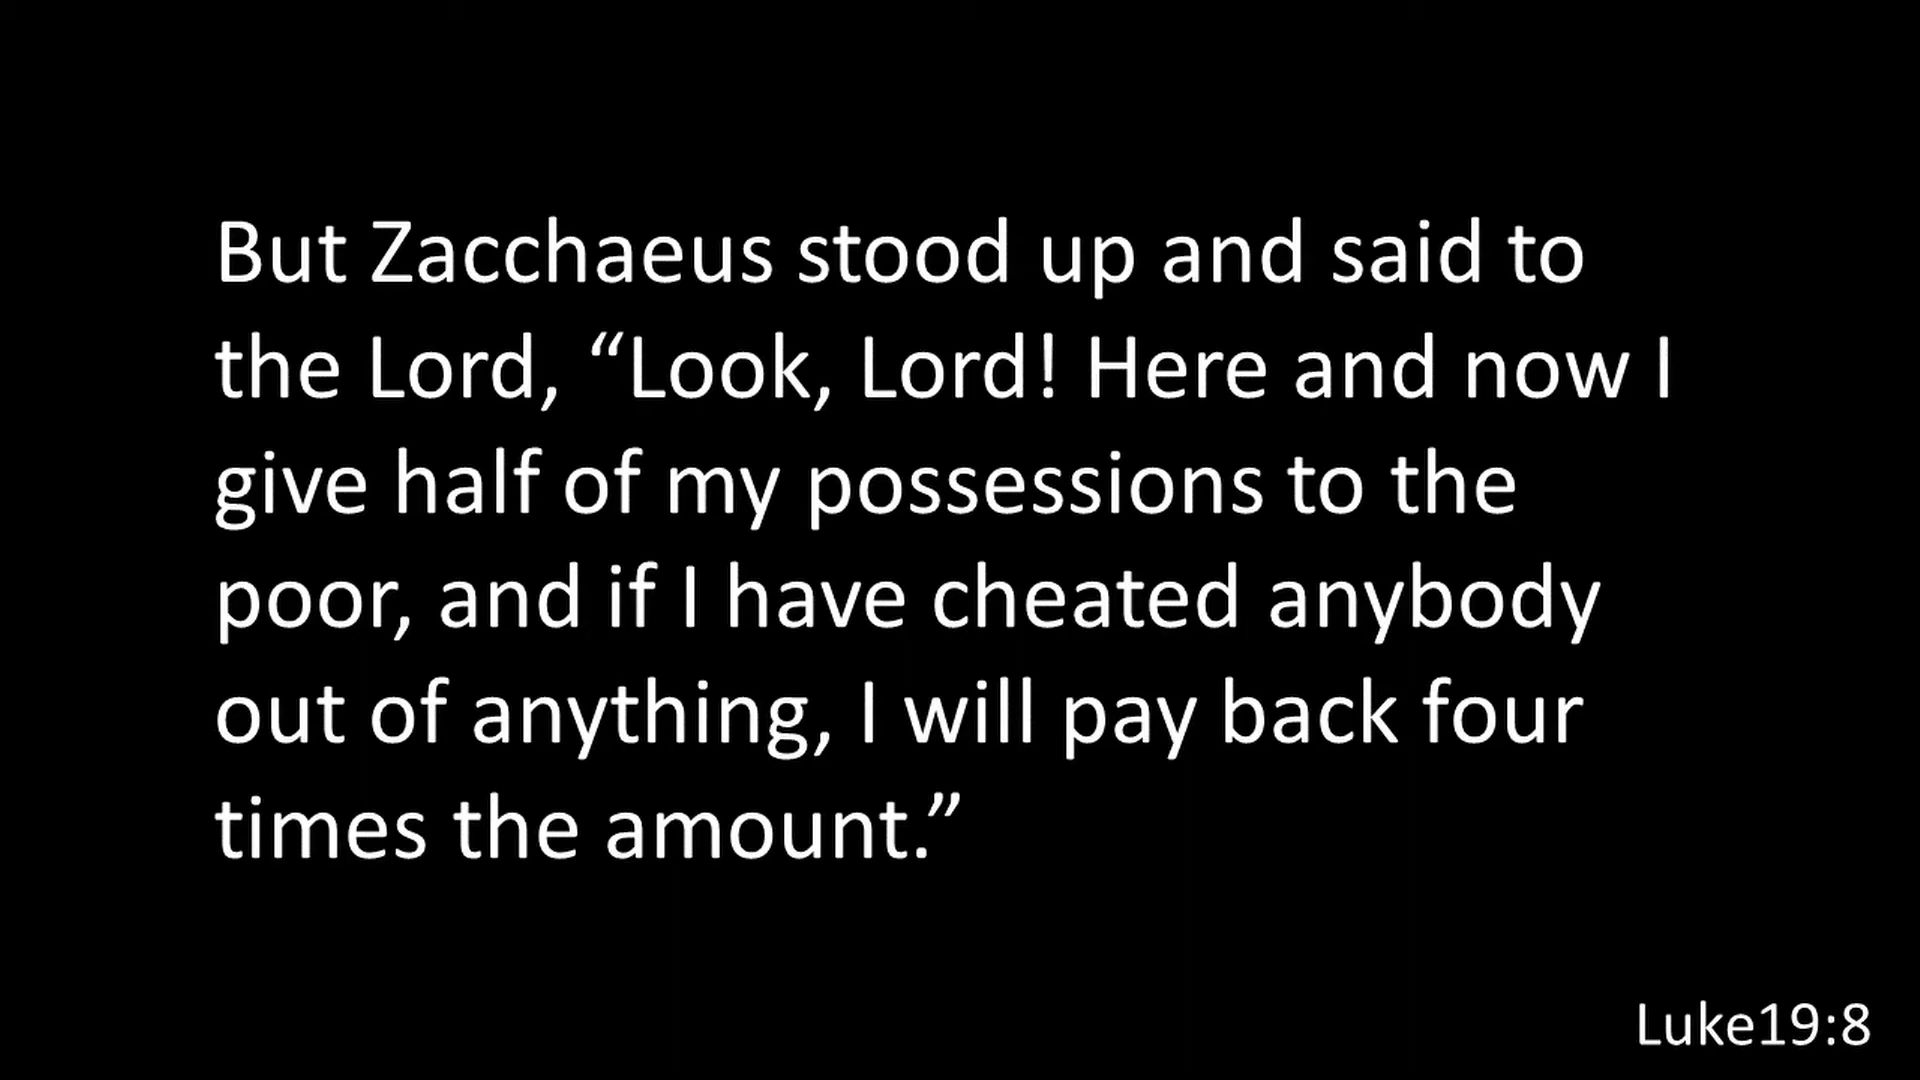 But Zacchaeus stood up and said to
the Lord, “Look, Lord! Here and now I
give half of my possessions to the
poor, and if I have cheated anybody
out of anything, I will pay back four
times the amount.”
Luke19:8